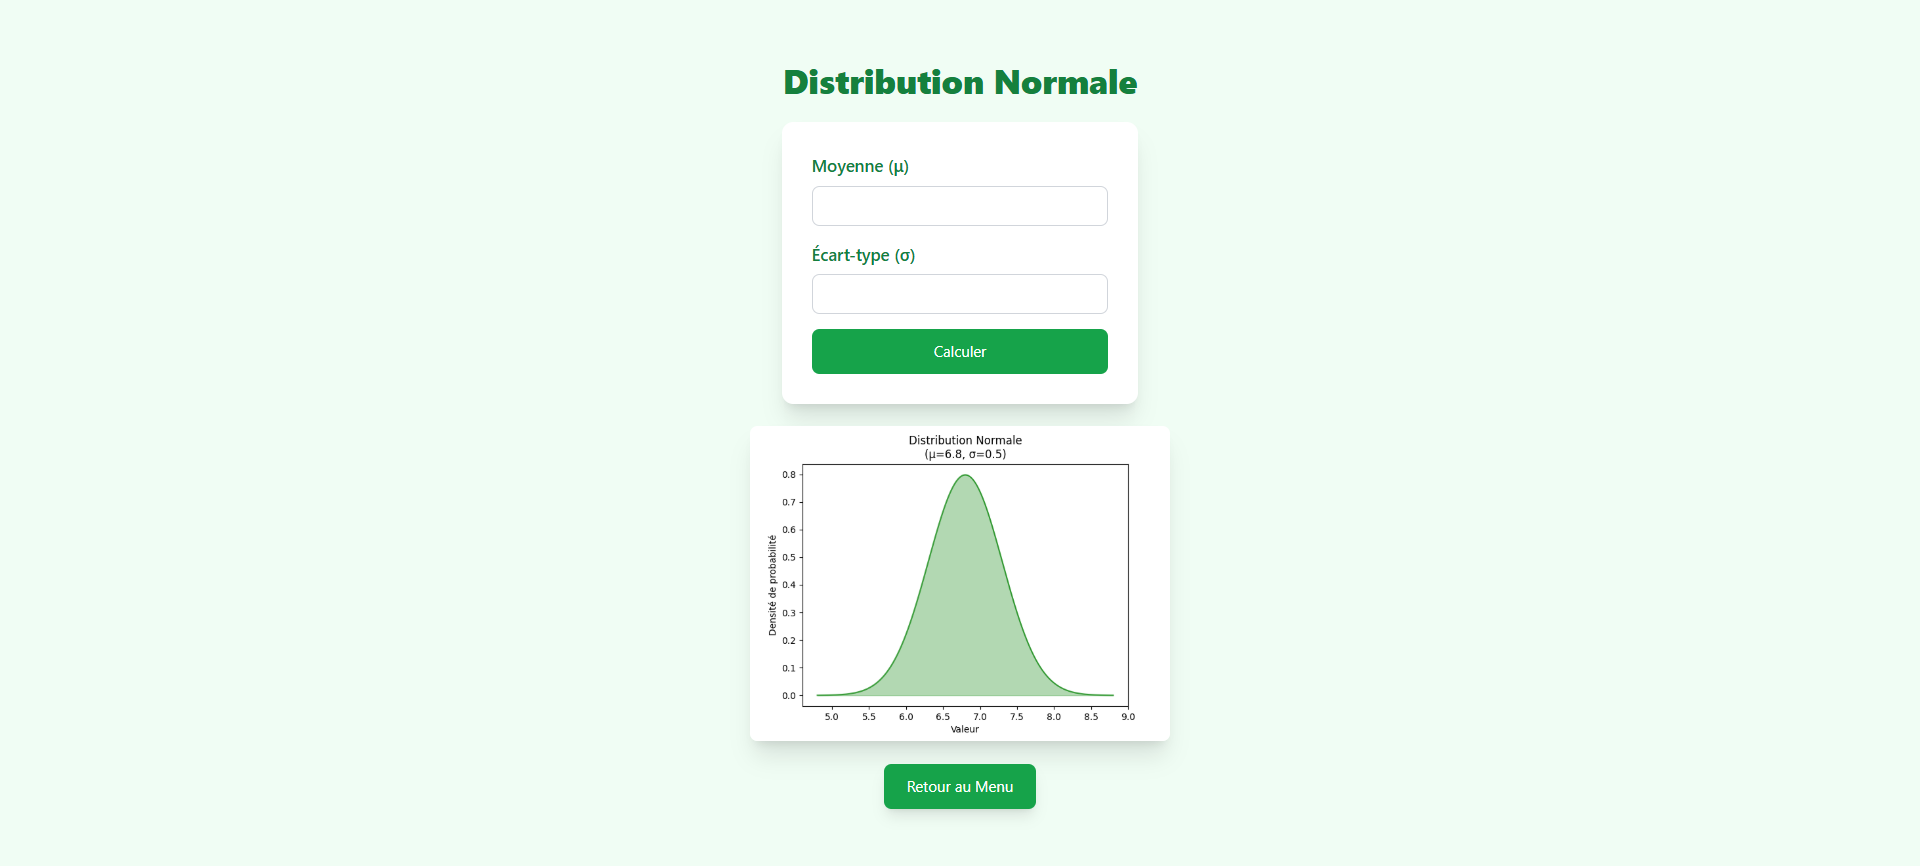 Distribution Normale
Moyenne (μ)
Écart-type (σ)
Calculer
Distribution Normale
(μ=6.8, σ=0.5)
Densité de probabilité
0.8
0.7
0.6
0.5
0.4
0.3
0.2
0.1
0.0
5.0 5.5 6.0 6.5 7.0 7.5 8.0 8.5 9.0
Valeur
Retour au Menu